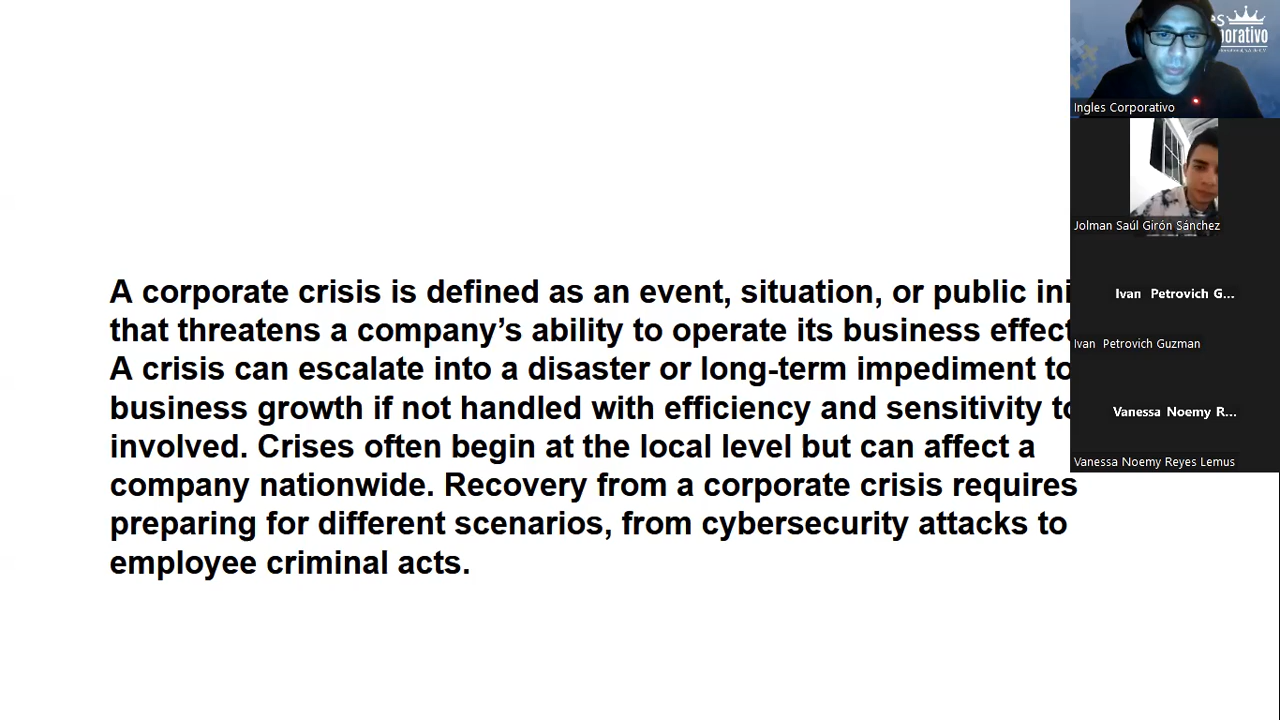 A corporate crisis is defined as an event, situation, or public
that threatens a company’s ability to operate its business
A crisis can escalate into a disaster or long-term impediment to
business growth if not handled with efficiency and sensitivity
involved. Crises often begin at the local level but can affect a
company nationwide. Recovery from a corporate crisis requires
preparing for different scenarios, from cybersecurity attacks to
employee criminal acts.
Ingles Corporativo
Jolman Saúl Girón Sánchez
Ivan Petrovich G...
Ivan Petrovich Guzman
Vanessa Noemy R...
Vanessa Noemy Reyes Lemus